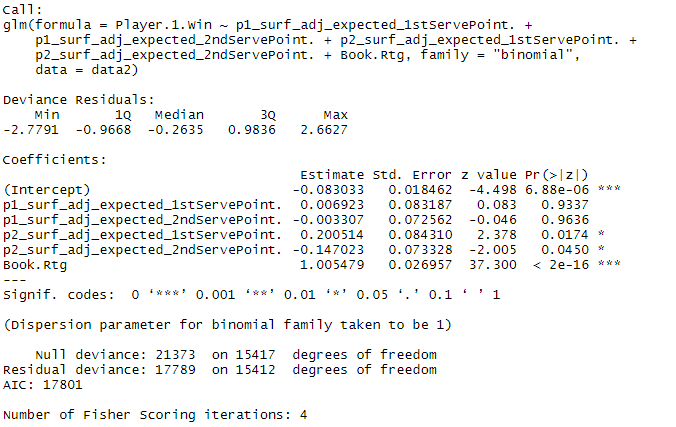 Call:
glm(formula = Player.1.Win ~ p1_surf_adj_expected_1stServePoint. +
    p1_surf_adj_expected_2ndServePoint. + p2_surf_adj_expected_1stServePoint. +
    p2_surf_adj_expected_2ndServePoint. + Book.Rtg, family = "binomial",
    data = data2)

Deviance Residuals:
    Min       1Q   Median       3Q      Max
-2.7791  -0.9668  -0.2635   0.9836   2.6627

Coefficients:
                                     Estimate Std. Error z value Pr(>|z|)
(Intercept)                         -0.083033   0.018462  -4.498 6.88e-06 ***
p1_surf_adj_expected_1stServePoint.  0.006923   0.083187   0.083   0.9337
p1_surf_adj_expected_2ndServePoint. -0.003307   0.072562  -0.046   0.9636
p2_surf_adj_expected_1stServePoint.  0.200514   0.084310   2.378   0.0174 *
p2_surf_adj_expected_2ndServePoint. -0.147023   0.073328  -2.005   0.0450 *
Book.Rtg                             1.005479   0.026957  37.300  < 2e-16 ***
---
Signif. codes:  0 ‘***’ 0.001 ‘**’ 0.01 ‘*’ 0.05 ‘.’ 0.1 ‘ ’ 1

(Dispersion parameter for binomial family taken to be 1)

    Null deviance: 21373  on 15417  degrees of freedom
Residual deviance: 17789  on 15412  degrees of freedom
AIC: 17801

Number of Fisher Scoring iterations: 4